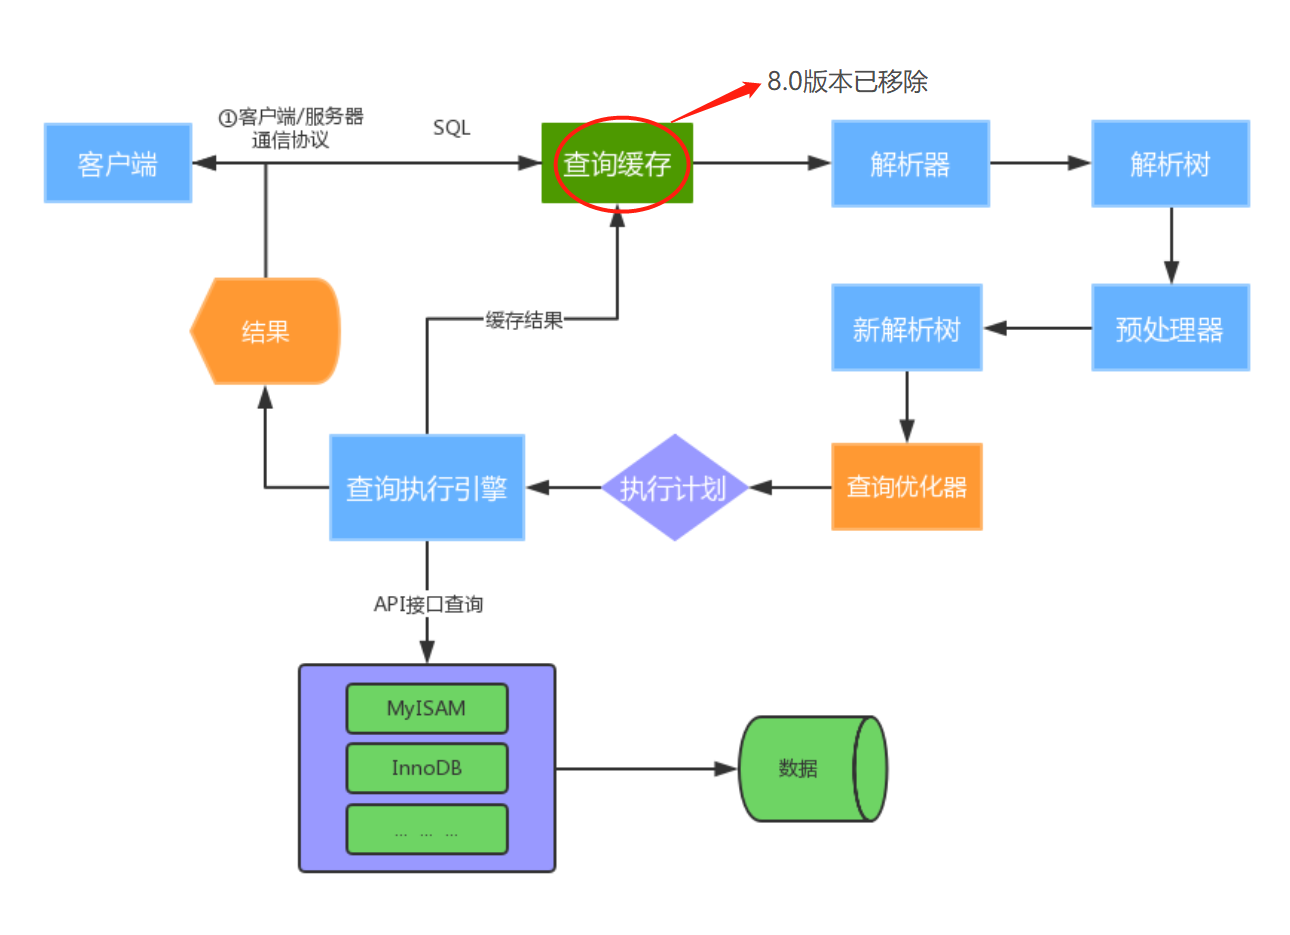 8.0版本已移除
①客户端/服务器
通信协议
SQL
客户端
查询缓存
解析器
解析树
结果
缓存结果
新解析树
预处理器
查询执行引擎
执行计划
查询优化器
API接口查询
MyISAM
InnoDB
... ... ...
数据